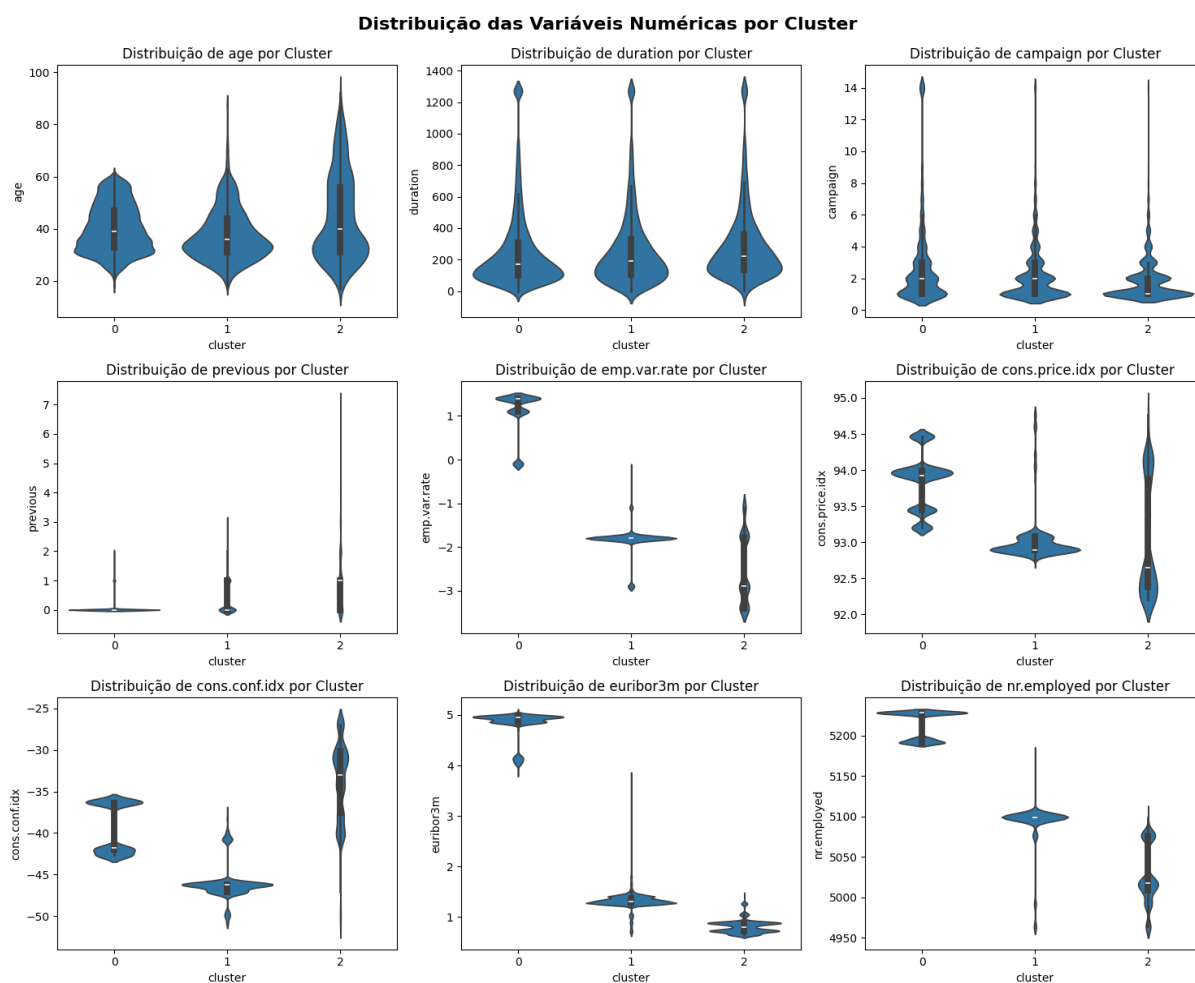 Distribuição das Variáveis Numéricas por Cluster
Distribuição de age por Cluster
100
80
60
40
20
age
0 1 2
cluster
Distribuição de duration por Cluster
1400
1200
1000
800
600
400
200
0
duration
0 1 2
cluster
Distribuição de campaign por Cluster
14
12
10
8
6
4
2
0
campaign
0 1 2
cluster
Distribuição de previous por Cluster
7
6
5
4
3
2
1
0
previous
0 1 2
cluster
Distribuição de emp.var.rate por Cluster
1
0
−1
−2
−3
emp.var.rate
0 1 2
cluster
Distribuição de cons.price.idx por Cluster
95.0
94.5
94.0
93.5
93.0
92.5
92.0
cons.price.idx
0 1 2
cluster
Distribuição de cons.conf.idx por Cluster
−25
−30
−35
−40
−45
−50
cons.conf.idx
0 1 2
cluster
Distribuição de euribor3m por Cluster
5
4
3
2
1
euribor3m
0 1 2
cluster
Distribuição de nr.employed por Cluster
5200
5150
5100
5050
5000
4950
nr.employed
0 1 2
cluster